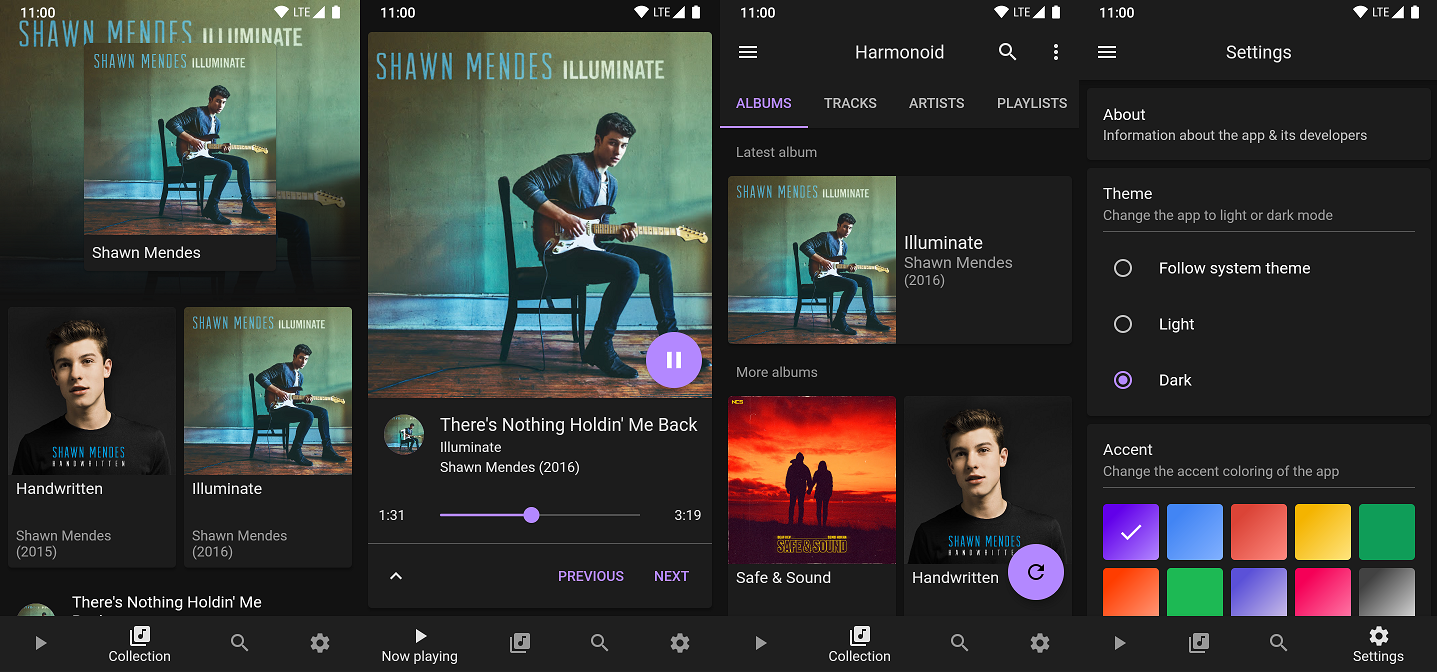 11:00
LTE
SHAWN MENDES ILLUMINATE
SHAWN MENDES ILLUMINATE
Shawn Mendes
SHAWN MENDES
HANDWRITTEN
Handwritten
Shawn Mendes
(2015)
SHAWN MENDES ILLUMINATE
Illuminate
Shawn Mendes
(2016)
There's Nothing Holdin' Me
Collection
11:00
LTE
SHAWN MENDES ILLUMINATE
There's Nothing Holdin' Me Back
Illuminate
Shawn Mendes (2016)
1:31
3:19
PREVIOUS
NEXT
Now playing
11:00
LTE
Harmonoid
ALBUMS
TRACKS
ARTISTS
PLAYLISTS
Latest album
SHAWN MENDES ILLUMINATE
Illuminate
Shawn Mendes
(2016)
More albums
NCS
SAFE & SOUND
Safe & Sound
SHAWN MENDES
HANDWRITTEN
Handwritten
Collection
11:00
LTE
Settings
About
Information about the app & its developers
Theme
Change the app to light or dark mode
Follow system theme
Light
Dark
Accent
Change the accent coloring of the app
Settings